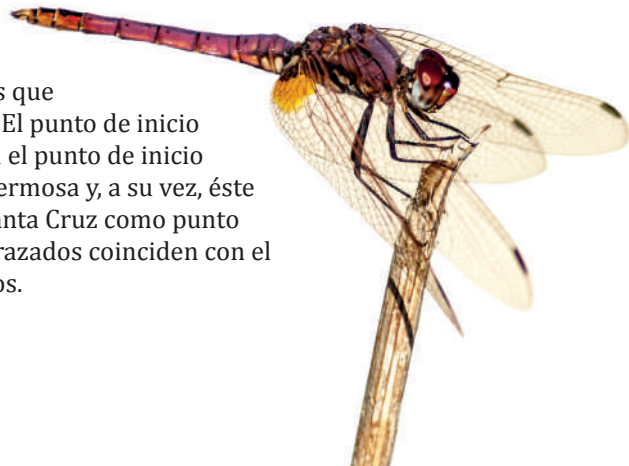 s que
El punto de inicio
el punto de inicio
ermosa y, a su vez, éste
anta Cruz como punto
razados coinciden con el
os.